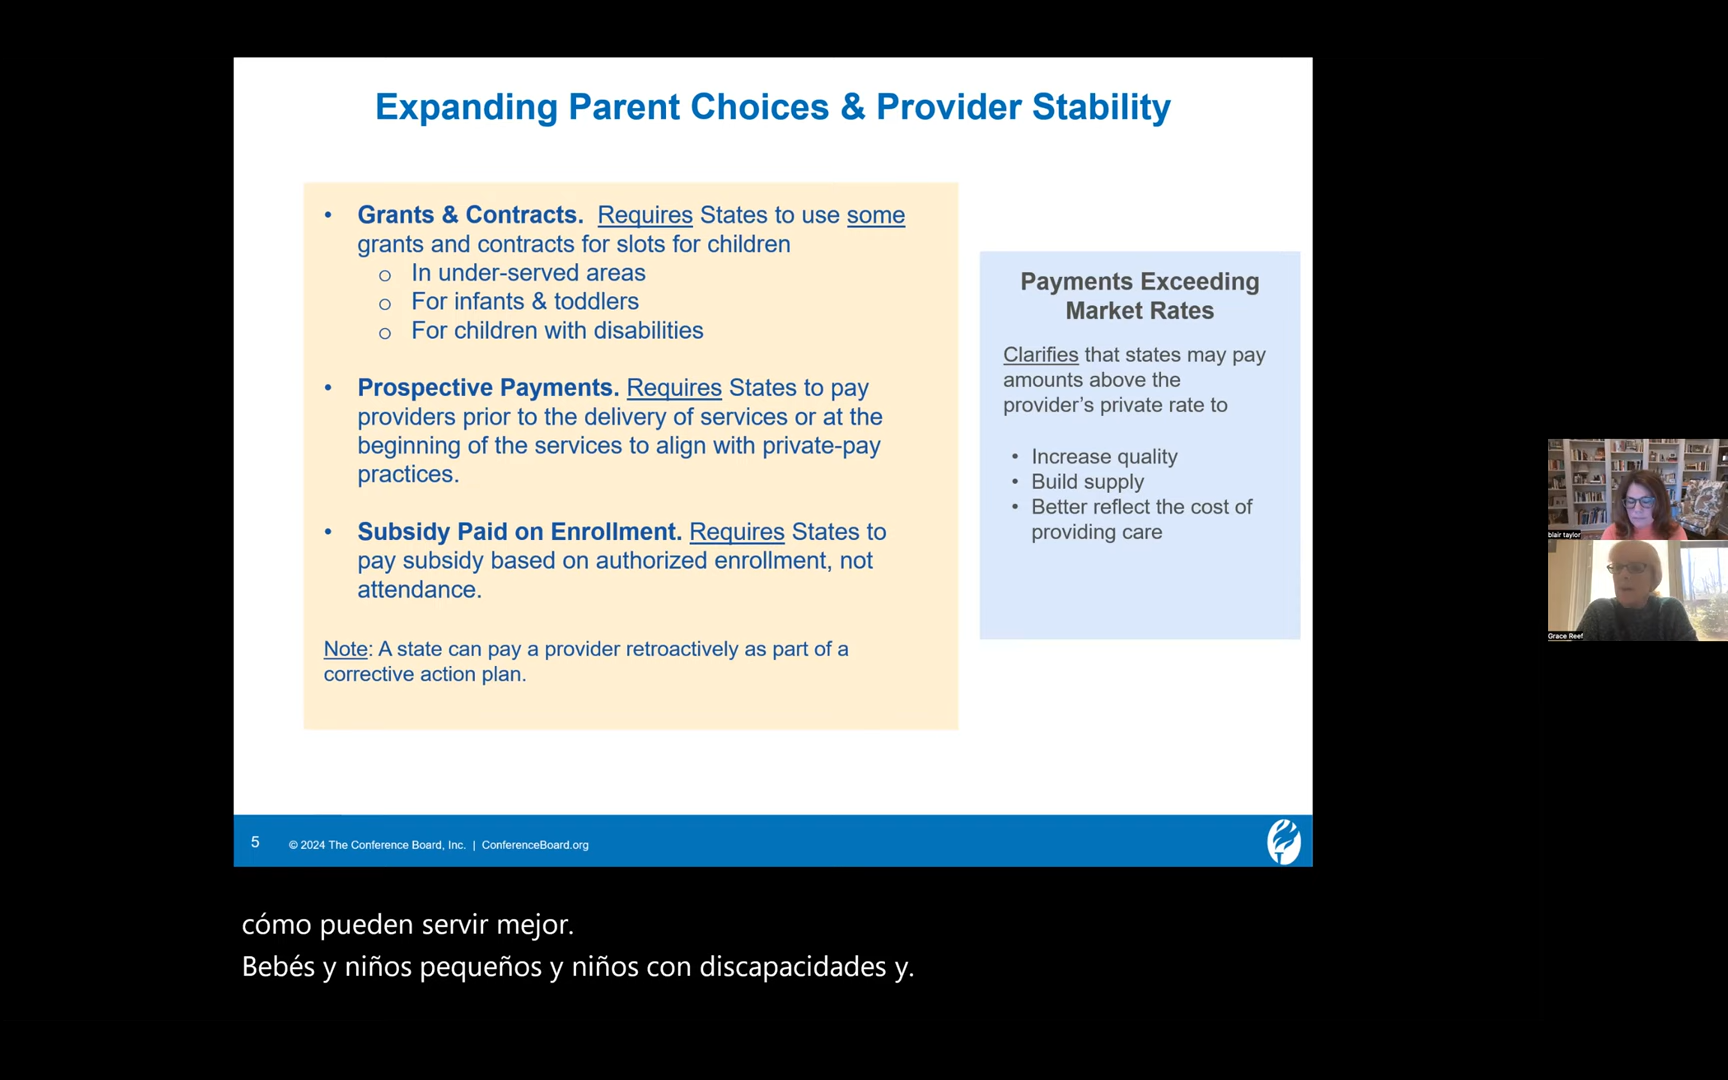 Expanding Parent Choices & Provider Stability
• Grants & Contracts. Requires States to use some
grants and contracts for slots for children
o In under-served areas
o For infants & toddlers
o For children with disabilities
• Prospective Payments. Requires States to pay
providers prior to the delivery of services or at the
beginning of the services to align with private-pay
practices.
• Subsidy Paid on Enrollment. Requires States to
pay subsidy based on authorized enrollment, not
attendance.
Note: A state can pay a provider retroactively as part of a
corrective action plan.
Payments Exceeding
Market Rates
Clarifies that states may pay
amounts above the
provider’s private rate to
• Increase quality
• Build supply
• Better reflect the cost of
providing care
blair taylor
Grace Reef
5 © 2024 The Conference Board, Inc. | ConferenceBoard.org
cómo pueden servir mejor.
Bebés y niños pequeños y niños con discapacidades y.